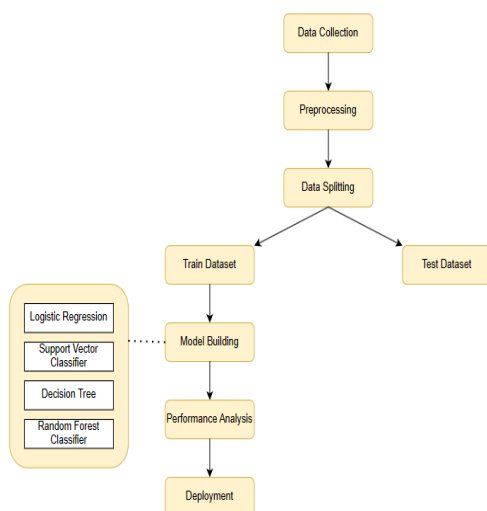 Data Collection
Preprocessing
Data Splitting
Train Dataset
Test Dataset
Logistic Regression
Support Vector
Classifier
Decision Tree
Random Forest
Classifier
Model Building
Performance Analysis
Deployment